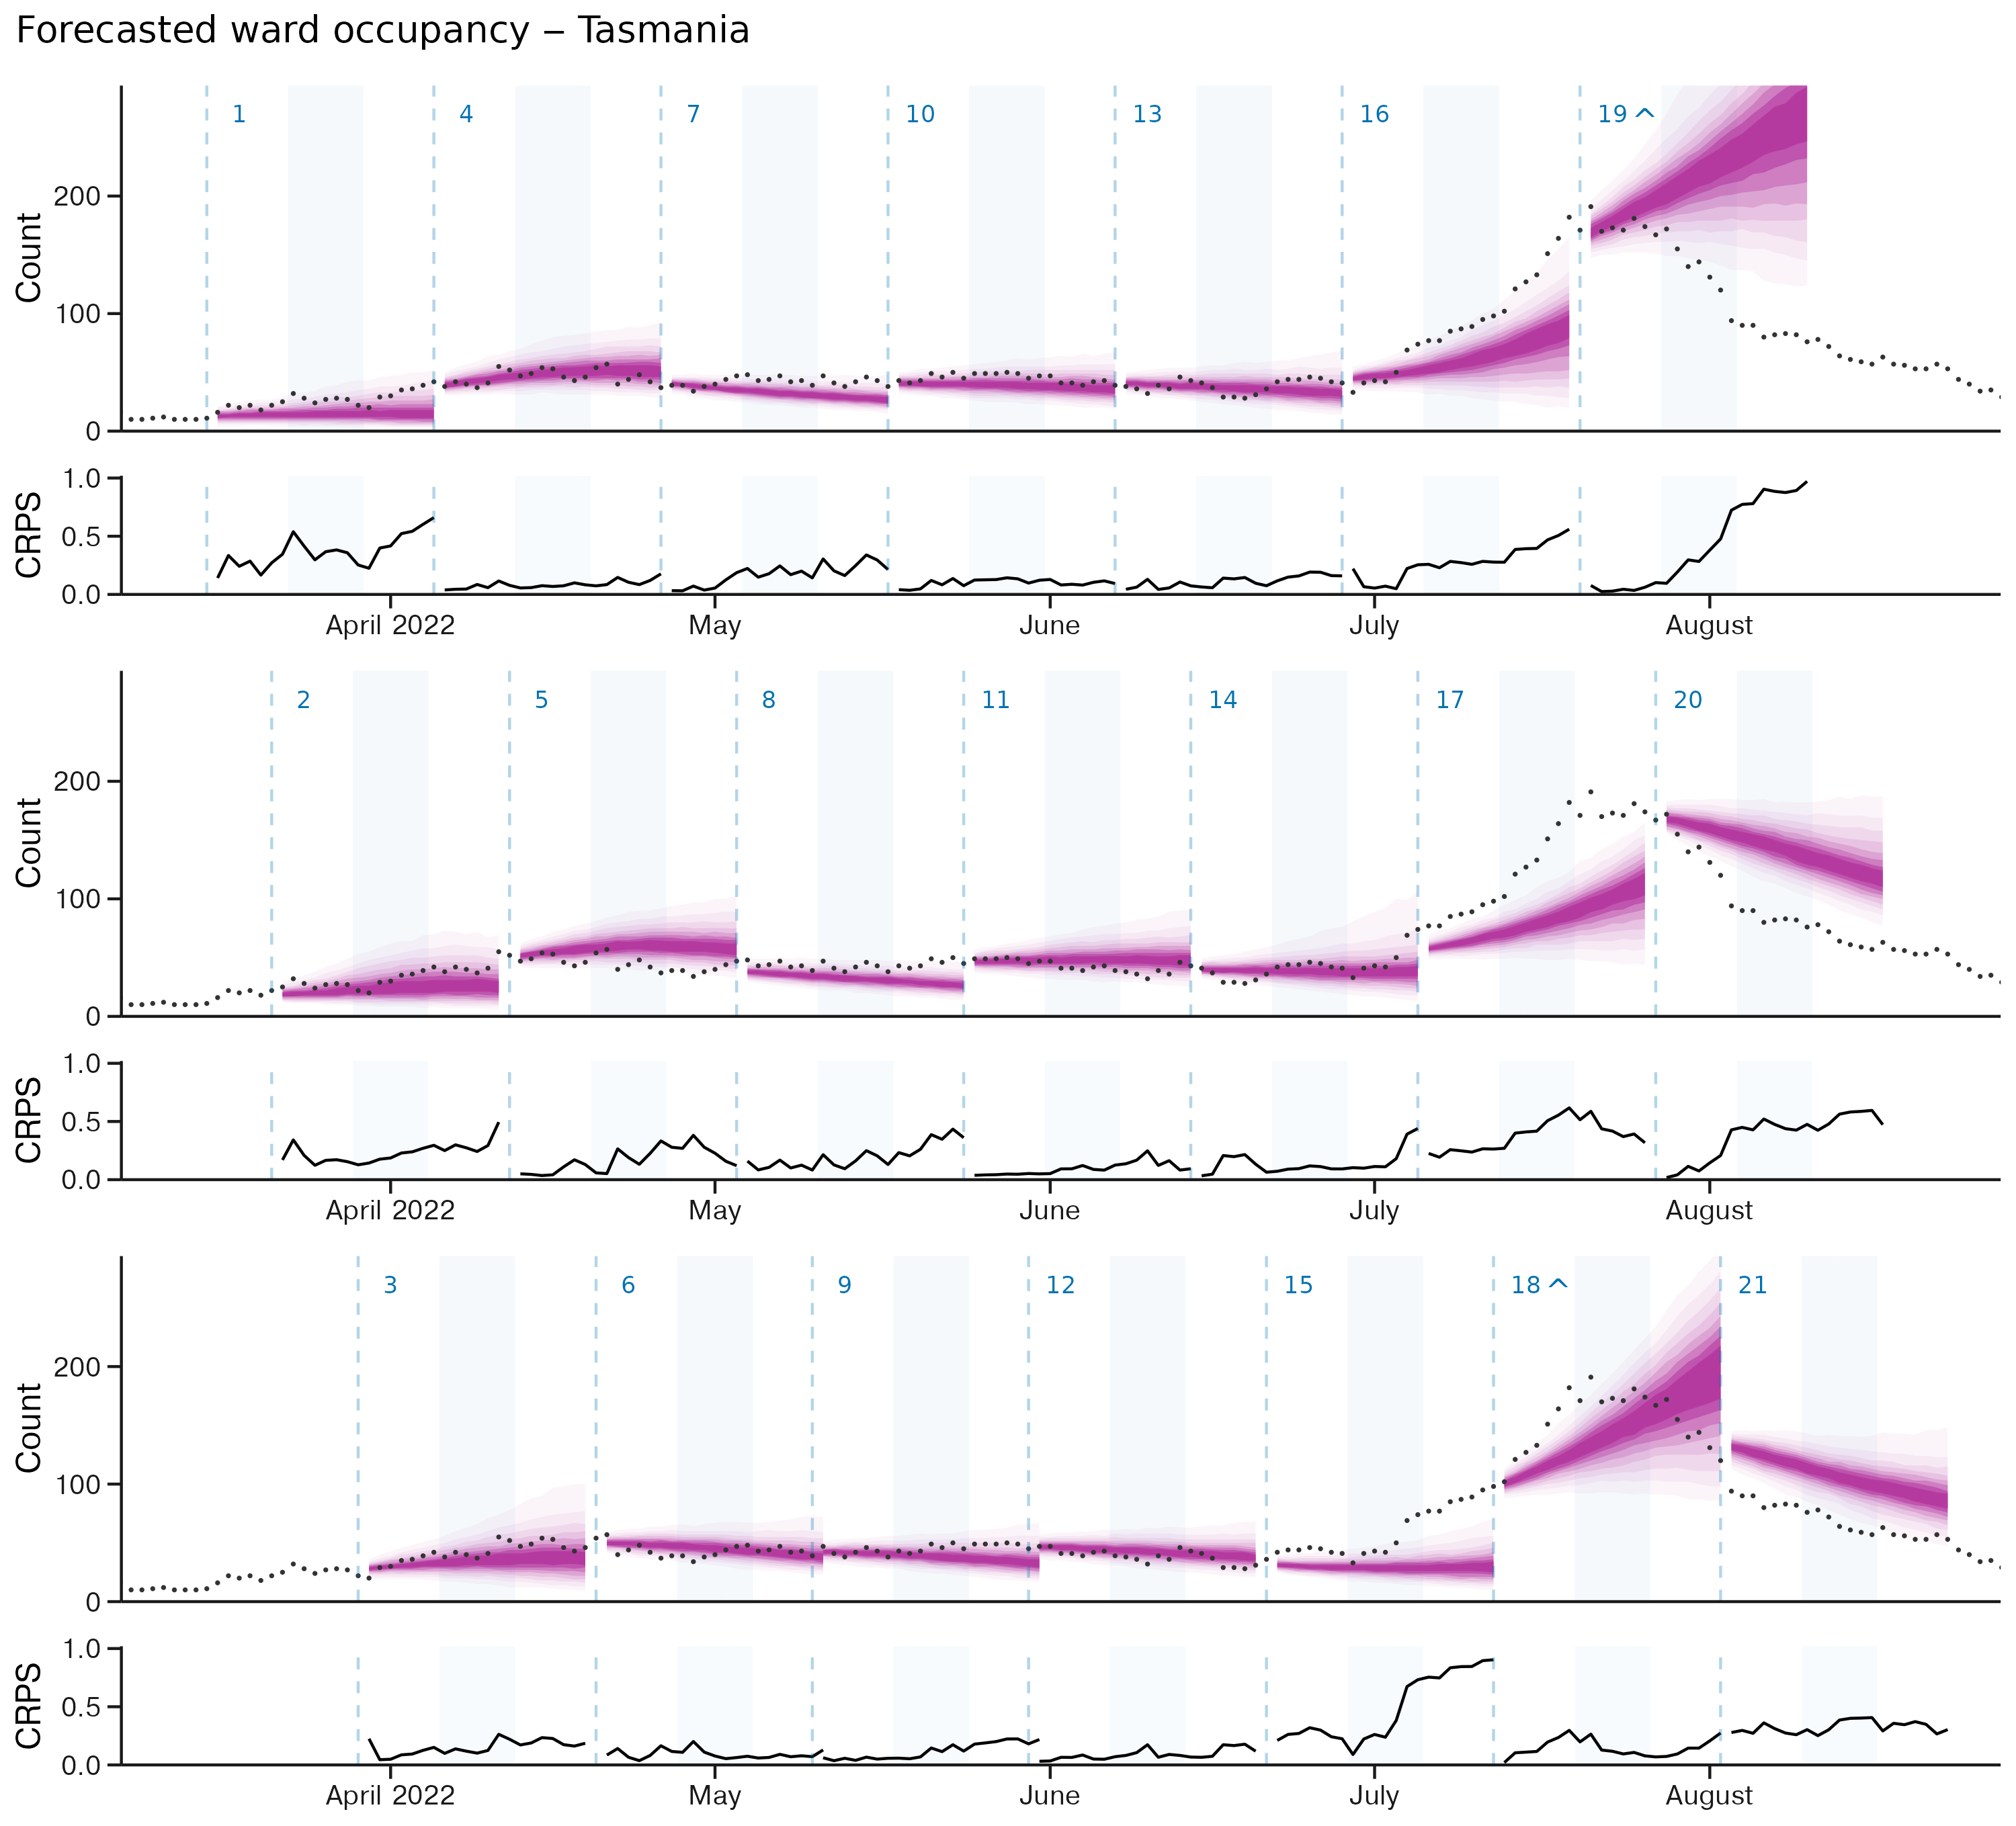 Forecasted ward occupancy – Tasmania
1 4 7 10 13 16 19 ^
Count
200
100
0
CRPS
1.0
0.5
0.0
April 2022 May June July August
2 5 8 11 14 17 20
Count
200
100
0
CRPS
1.0
0.5
0.0
April 2022 May June July August
3 6 9 12 15 18 ^ 21
Count
200
100
0
CRPS
1.0
0.5
0.0
April 2022 May June July August